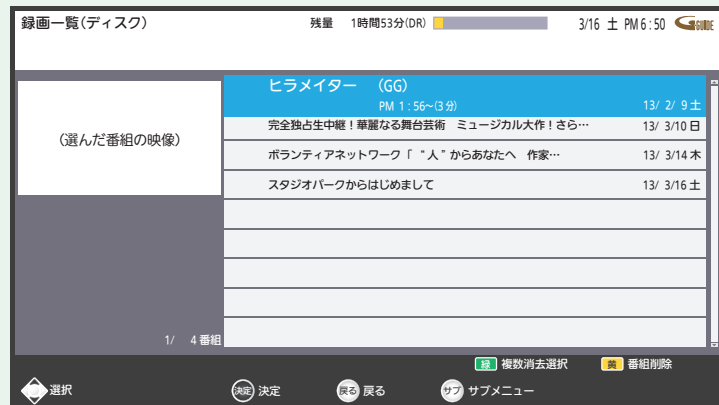 録画一覧(ディスク) 残量 1時間53分(DR) 3/16 土 PM 6:50 GGUIDE
ヒラメイター (GG)
PM 1:56~(3分) 13/ 2/ 9 土
(選んだ番組の映像)
完全独占生中継！華麗なる舞台芸術 ミュージカル大作！さら… 13/ 3/10 日
ボランティアネットワーク「 “人”からあなたへ 作家… 13/ 3/14 木
スタジオパークからはじめまして 13/ 3/16 土
1/ 4 番組
緑 複数消去選択 黄 番組削除
選択 決定 決定 戻る 戻る サブ サブメニュー